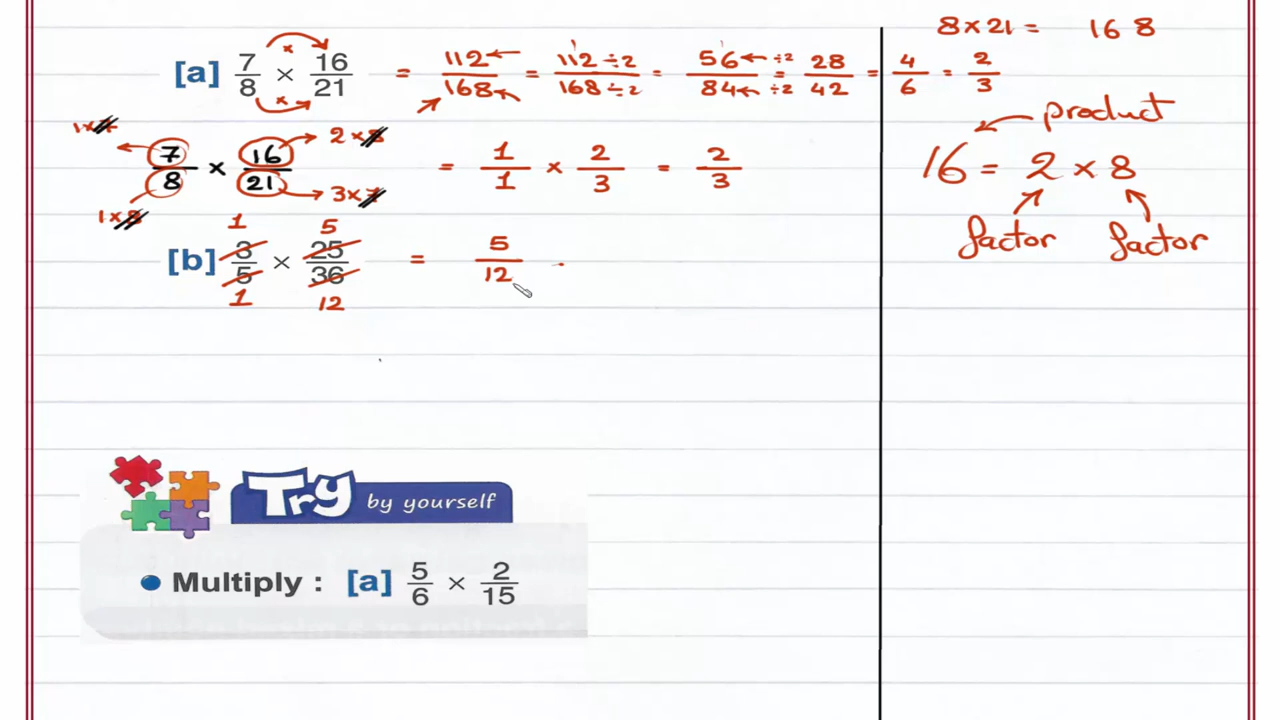 8×21 = 168
[a] 7/8 × 16/21 = 112/168 = 112÷2/168÷2 = 56÷2/84÷2 = 28/42 = 4/6 = 2/3
product
1×7 7/8 × 16/21 2×8 = 1/1 × 2/3 = 2/3
16 = 2 × 8
1×8 3×7
factor factor
1 5
[b] 3/5 × 25/36 = 5/12
1 12
Try by yourself
• Multiply : [a] 5/6 × 2/15